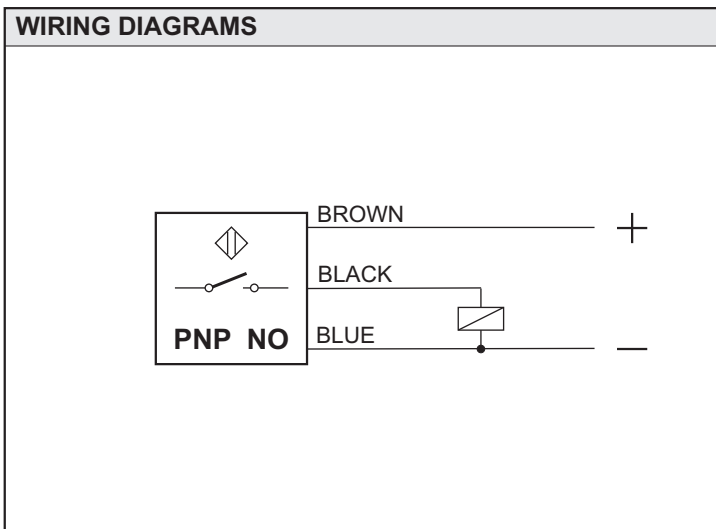 WIRING DIAGRAMS
BROWN
+
BLACK
PNP NO
BLUE
−